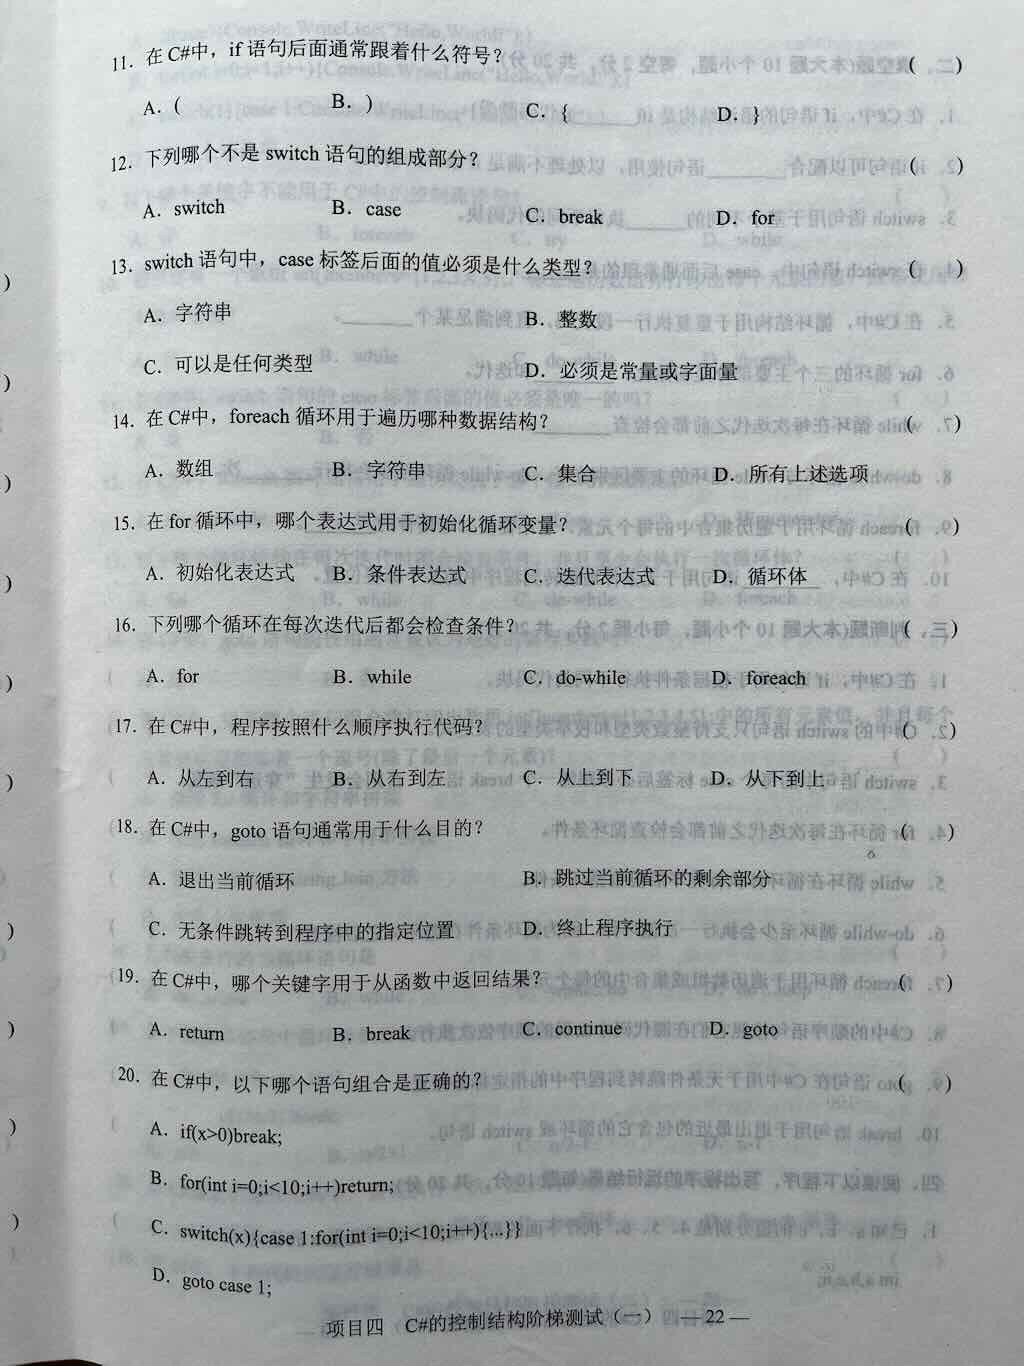 11. 在C#中，if 语句后面通常跟着什么符号？ ( )
A. ( B. ) C. { D. }
12. 下列哪个不是 switch 语句的组成部分？ ( )
A. switch B. case C. break D. for
13. switch 语句中，case 标签后面的值必须是什么类型？ ( )
A. 字符串 B. 整数
C. 可以是任何类型 D. 必须是常量或字面量
14. 在C#中，foreach 循环用于遍历哪种数据结构？ ( )
A. 数组 B. 字符串 C. 集合 D. 所有上述选项
15. 在 for 循环中，哪个表达式用于初始化循环变量？ ( )
A. 初始化表达式 B. 条件表达式 C. 迭代表达式 D. 循环体
16. 下列哪个循环在每次迭代后都会检查条件？ ( )
A. for B. while C. do-while D. foreach
17. 在C#中，程序按照什么顺序执行代码？ ( )
A. 从左到右 B. 从右到左 C. 从上到下 D. 从下到上
18. 在C#中，goto 语句通常用于什么目的？ ( )
A. 退出当前循环 B. 跳过当前循环的剩余部分
C. 无条件跳转到程序中的指定位置 D. 终止程序执行
19. 在C#中，哪个关键字用于从函数中返回结果？ ( )
A. return B. break C. continue D. goto
20. 在C#中，以下哪个语句组合是正确的？ ( )
A. if(x>0)break;
B. for(int i=0;i<10;i++)return;
C. switch(x){case 1:for(int i=0;i<10;i++){...}}
D. goto case 1;
项目四 C#的控制结构阶梯测试（一） — 22 —